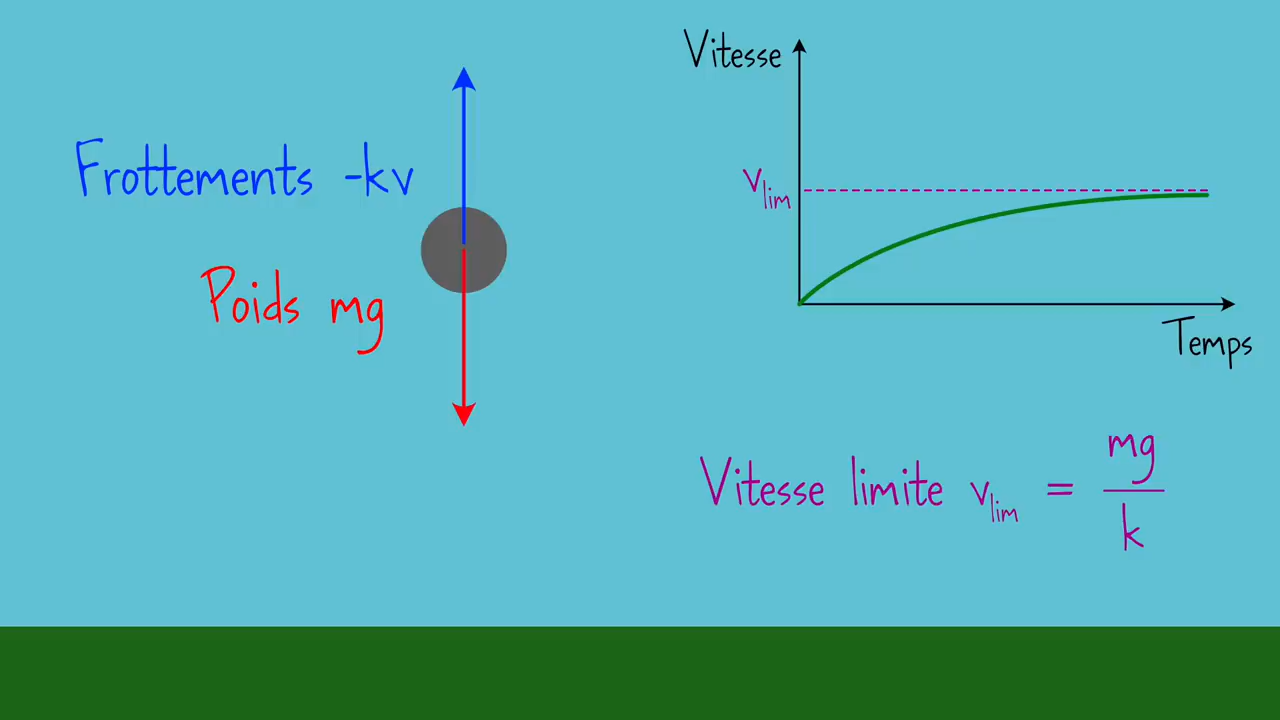 Frottements -kv
Poids mg
Vitesse
vlim
Temps
Vitesse limite vlim = mg/k